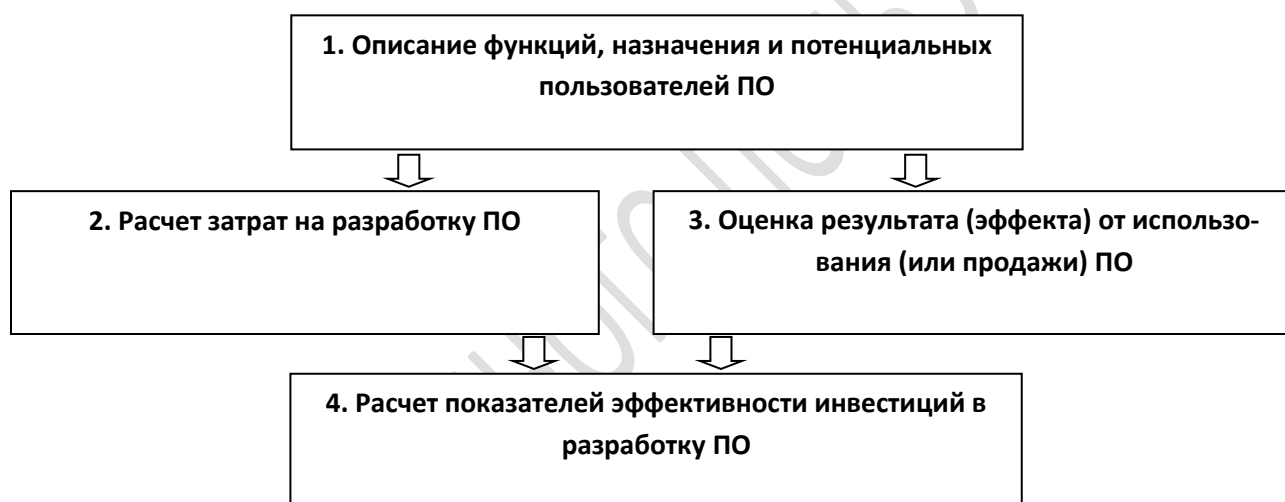 1. Описание функций, назначения и потенциальных
пользователей ПО
2. Расчет затрат на разработку ПО
3. Оценка результата (эффекта) от использо-
вания (или продажи) ПО
4. Расчет показателей эффективности инвестиций в
разработку ПО